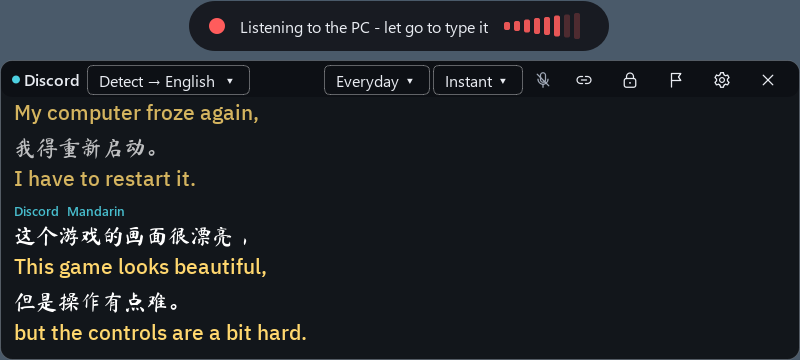 Listening to the PC - let go to type it
Discord Detect → English Everyday Instant
My computer froze again,
我得重新启动。
I have to restart it.
Discord Mandarin
这个游戏的画面很漂亮，
This game looks beautiful,
但是操作有点难。
but the controls are a bit hard.